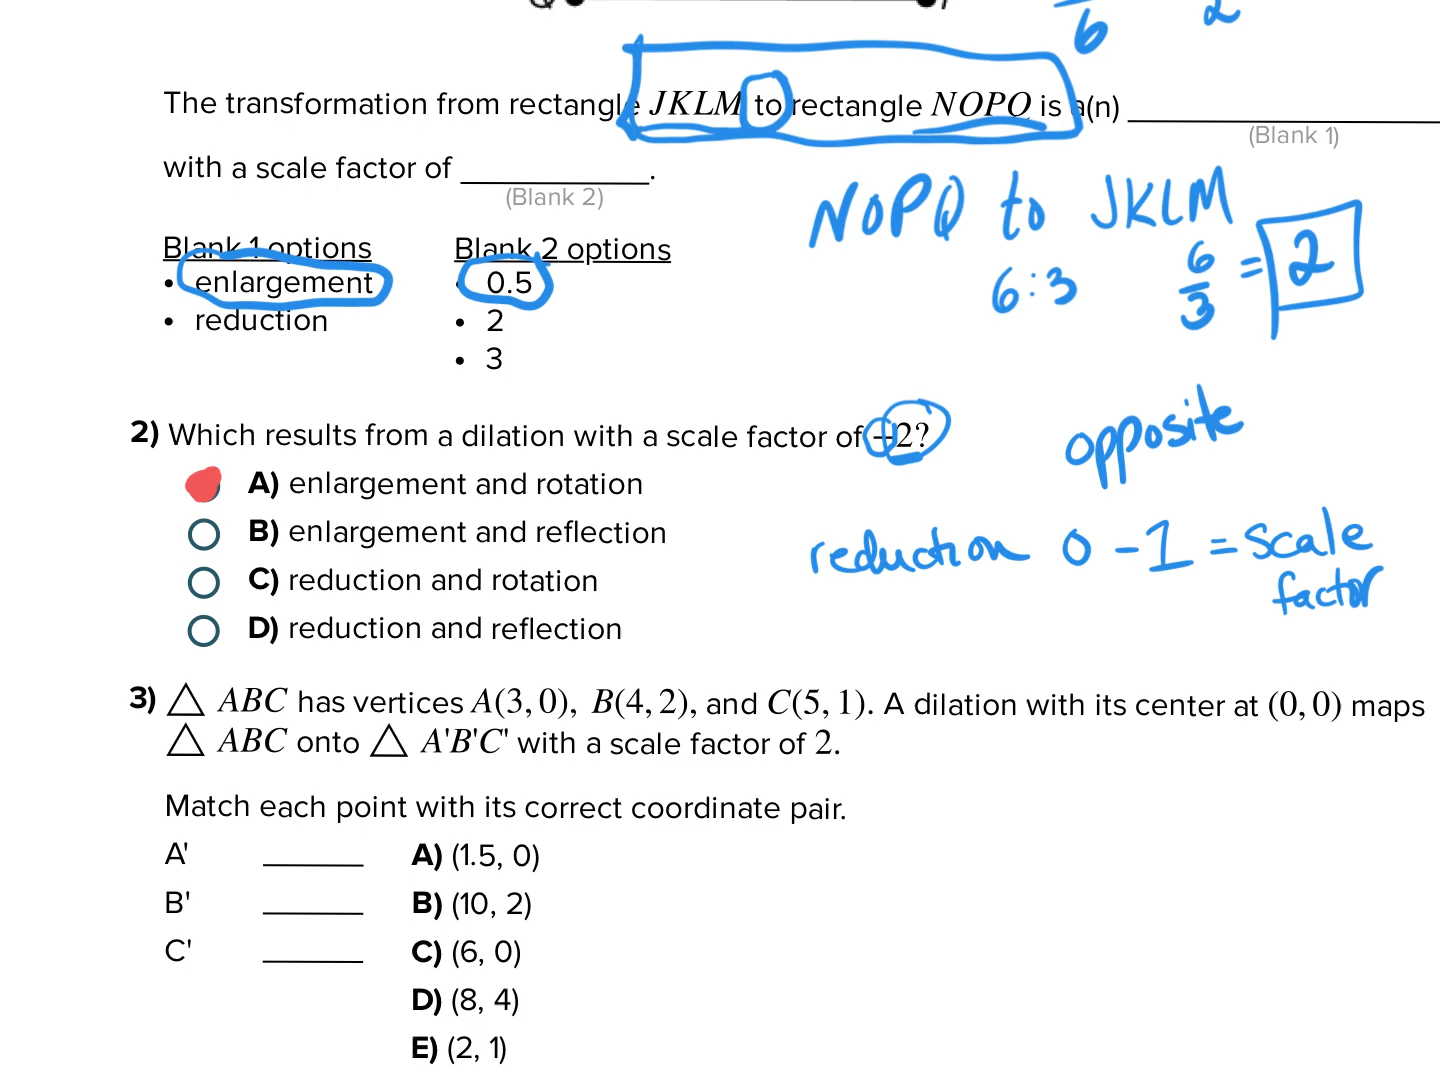 6
2
The transformation from rectangle JKLM to rectangle NOPQ is a(n) ____________
(Blank 1)
with a scale factor of ____________.
(Blank 2)
NOPQ to JKLM
6:3
6/3 = 2
Blank 1 options
• enlargement
• reduction
Blank 2 options
• 0.5
• 2
• 3
2) Which results from a dilation with a scale factor of −2?
A) enlargement and rotation
B) enlargement and reflection
C) reduction and rotation
D) reduction and reflection
opposite
reduction 0 - 1 = scale
factor
3) △ ABC has vertices A(3, 0), B(4, 2), and C(5, 1). A dilation with its center at (0, 0) maps
△ ABC onto △ A'B'C' with a scale factor of 2.
Match each point with its correct coordinate pair.
A' ______ A) (1.5, 0)
B' ______ B) (10, 2)
C' ______ C) (6, 0)
D) (8, 4)
E) (2, 1)